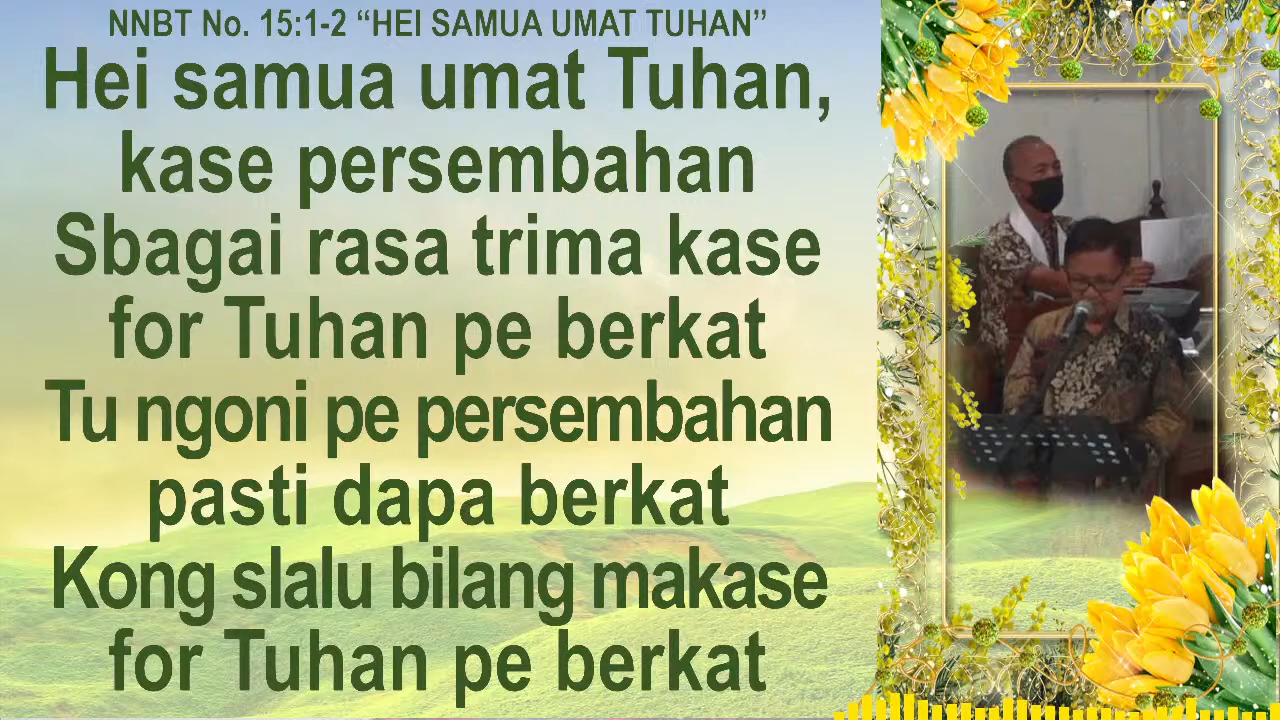 NNBT No. 15:1-2 “HEI SAMUA UMAT TUHAN”
Hei samua umat Tuhan,
kase persembahan
Sbagai rasa trima kase
for Tuhan pe berkat
Tu ngoni pe persembahan
pasti dapa berkat
Kong slalu bilang makase
for Tuhan pe berkat